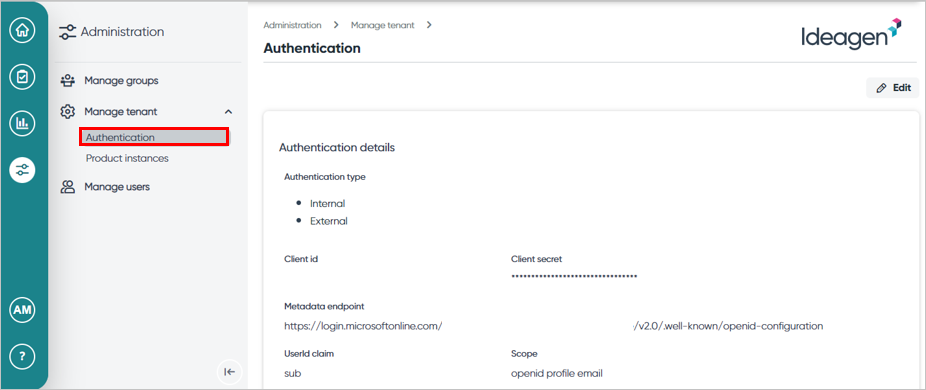 Administration
Manage groups
Manage tenant
Authentication
Product instances
Manage users
AM
?
Administration > Manage tenant >
Authentication
Ideagen
Edit
Authentication details
Authentication type
• Internal
• External
Client id Client secret
********************************
Metadata endpoint
https://login.microsoftonline.com/ /v2.0/.well-known/openid-configuration
UserId claim Scope
sub openid profile email